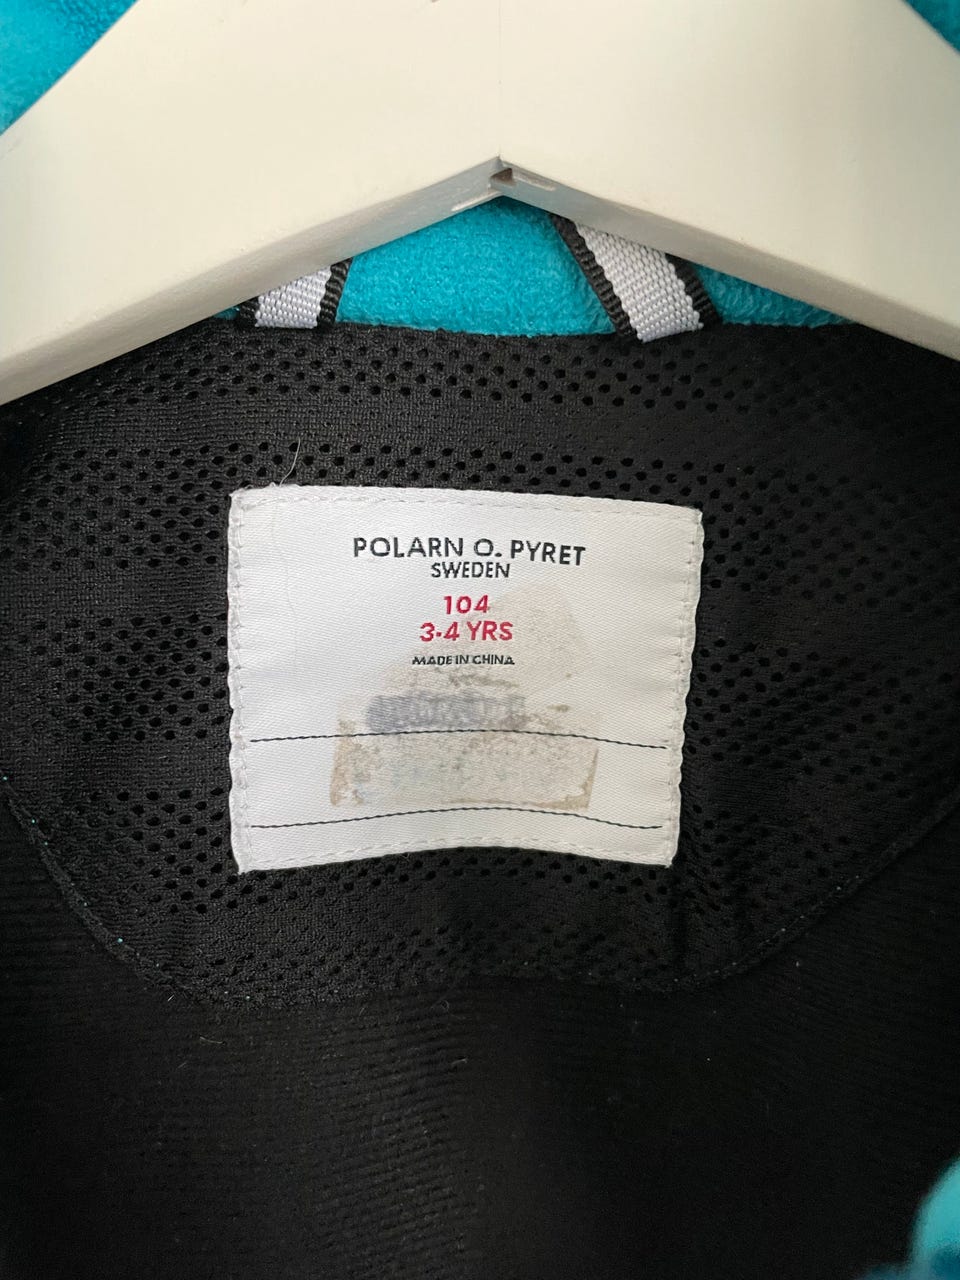 POLARN O. PYRET
SWEDEN
104
3-4 YRS
MADE IN CHINA